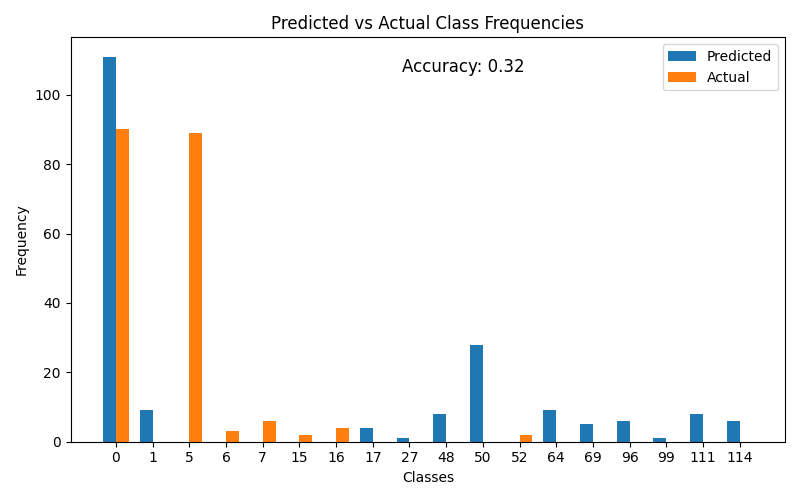 Predicted vs Actual Class Frequencies
Accuracy: 0.32
Predicted
Actual
Frequency
100
80
60
40
20
0
0 1 5 6 7 15 16 17 27 48 50 52 64 69 96 99 111 114
Classes